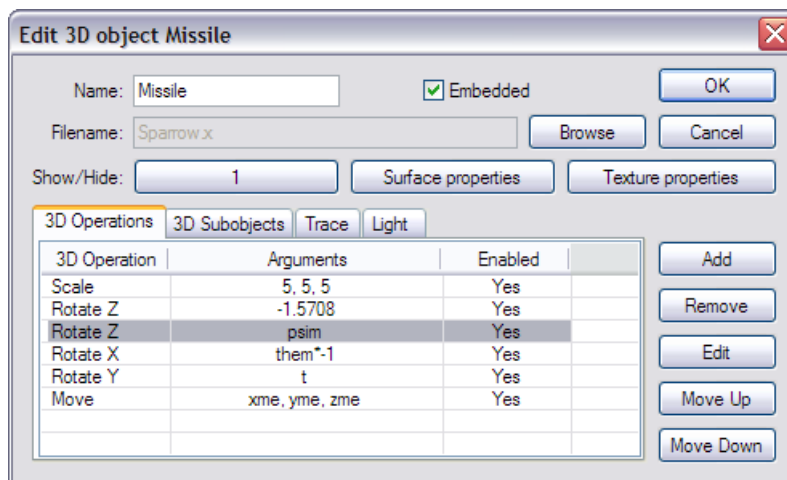 Edit 3D object Missile
Name: Missile Embedded OK
Filename: Sparrow.x Browse Cancel
Show/Hide: 1 Surface properties Texture properties
3D Operations 3D Subobjects Trace Light
3D Operation Arguments Enabled Add
Scale 5, 5, 5 Yes
Rotate Z -1.5708 Yes Remove
Rotate Z psim Yes
Rotate X them*-1 Yes Edit
Rotate Y t Yes
Move xme, yme, zme Yes Move Up
Move Down